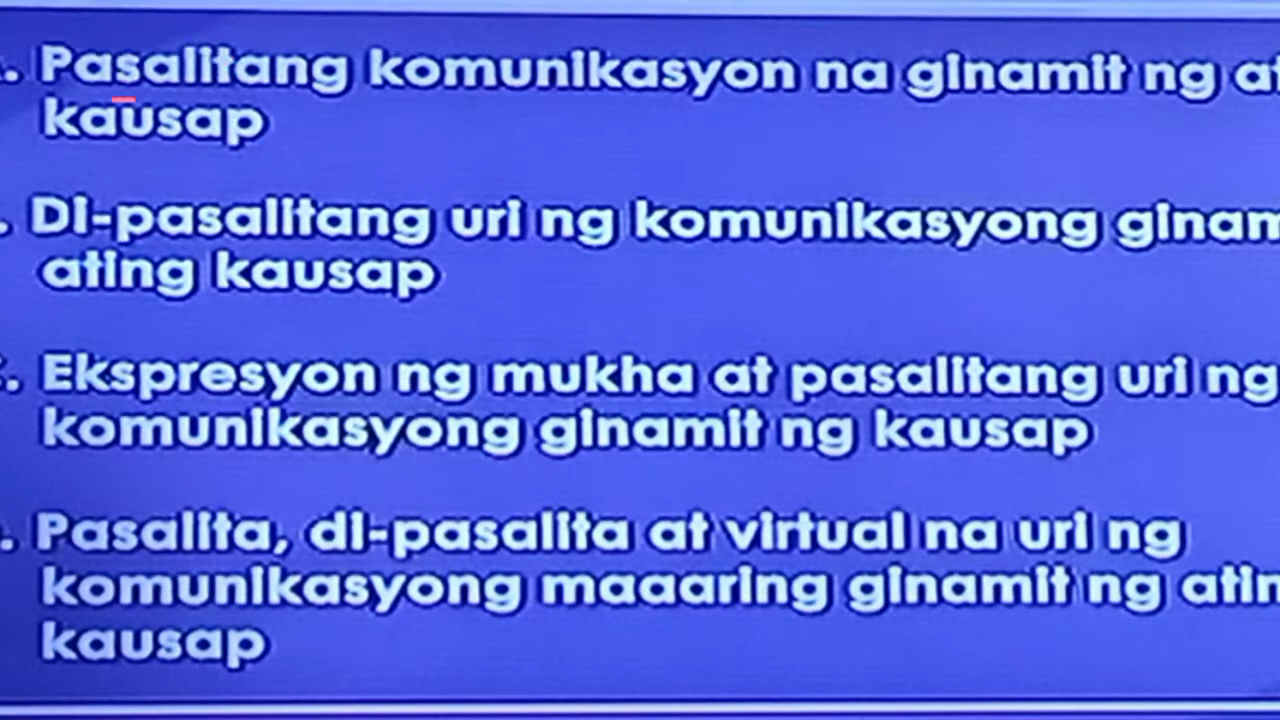 . Pasalitang komunikasyon na ginamit ng
kausap
. Di-pasalitang uri ng komunikasyong
ating kausap
. Ekspresyon ng mukha at pasalitang uri ng
komunikasyong ginamit ng kausap
. Pasalita, di-pasalita at virtual na uri ng
komunikasyong maaaring ginamit ng
kausap